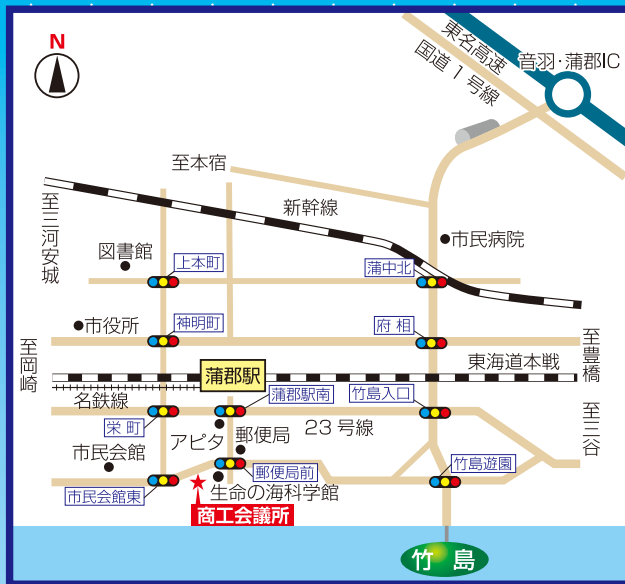 N
東名高速
音羽・蒲郡IC
国道1号線
至本宿
至三河安城
新幹線
市民病院
図書館
上本町
蒲中北
市役所
神明町
府相
至岡崎
蒲郡駅
東海道本戦
至豊橋
名鉄線
蒲郡駅南
竹島入口
栄町
アピタ
郵便局
23号線
至三谷
市民会館
市民会館東
郵便局前
竹島遊園
生命の海科学館
商工会議所
竹島